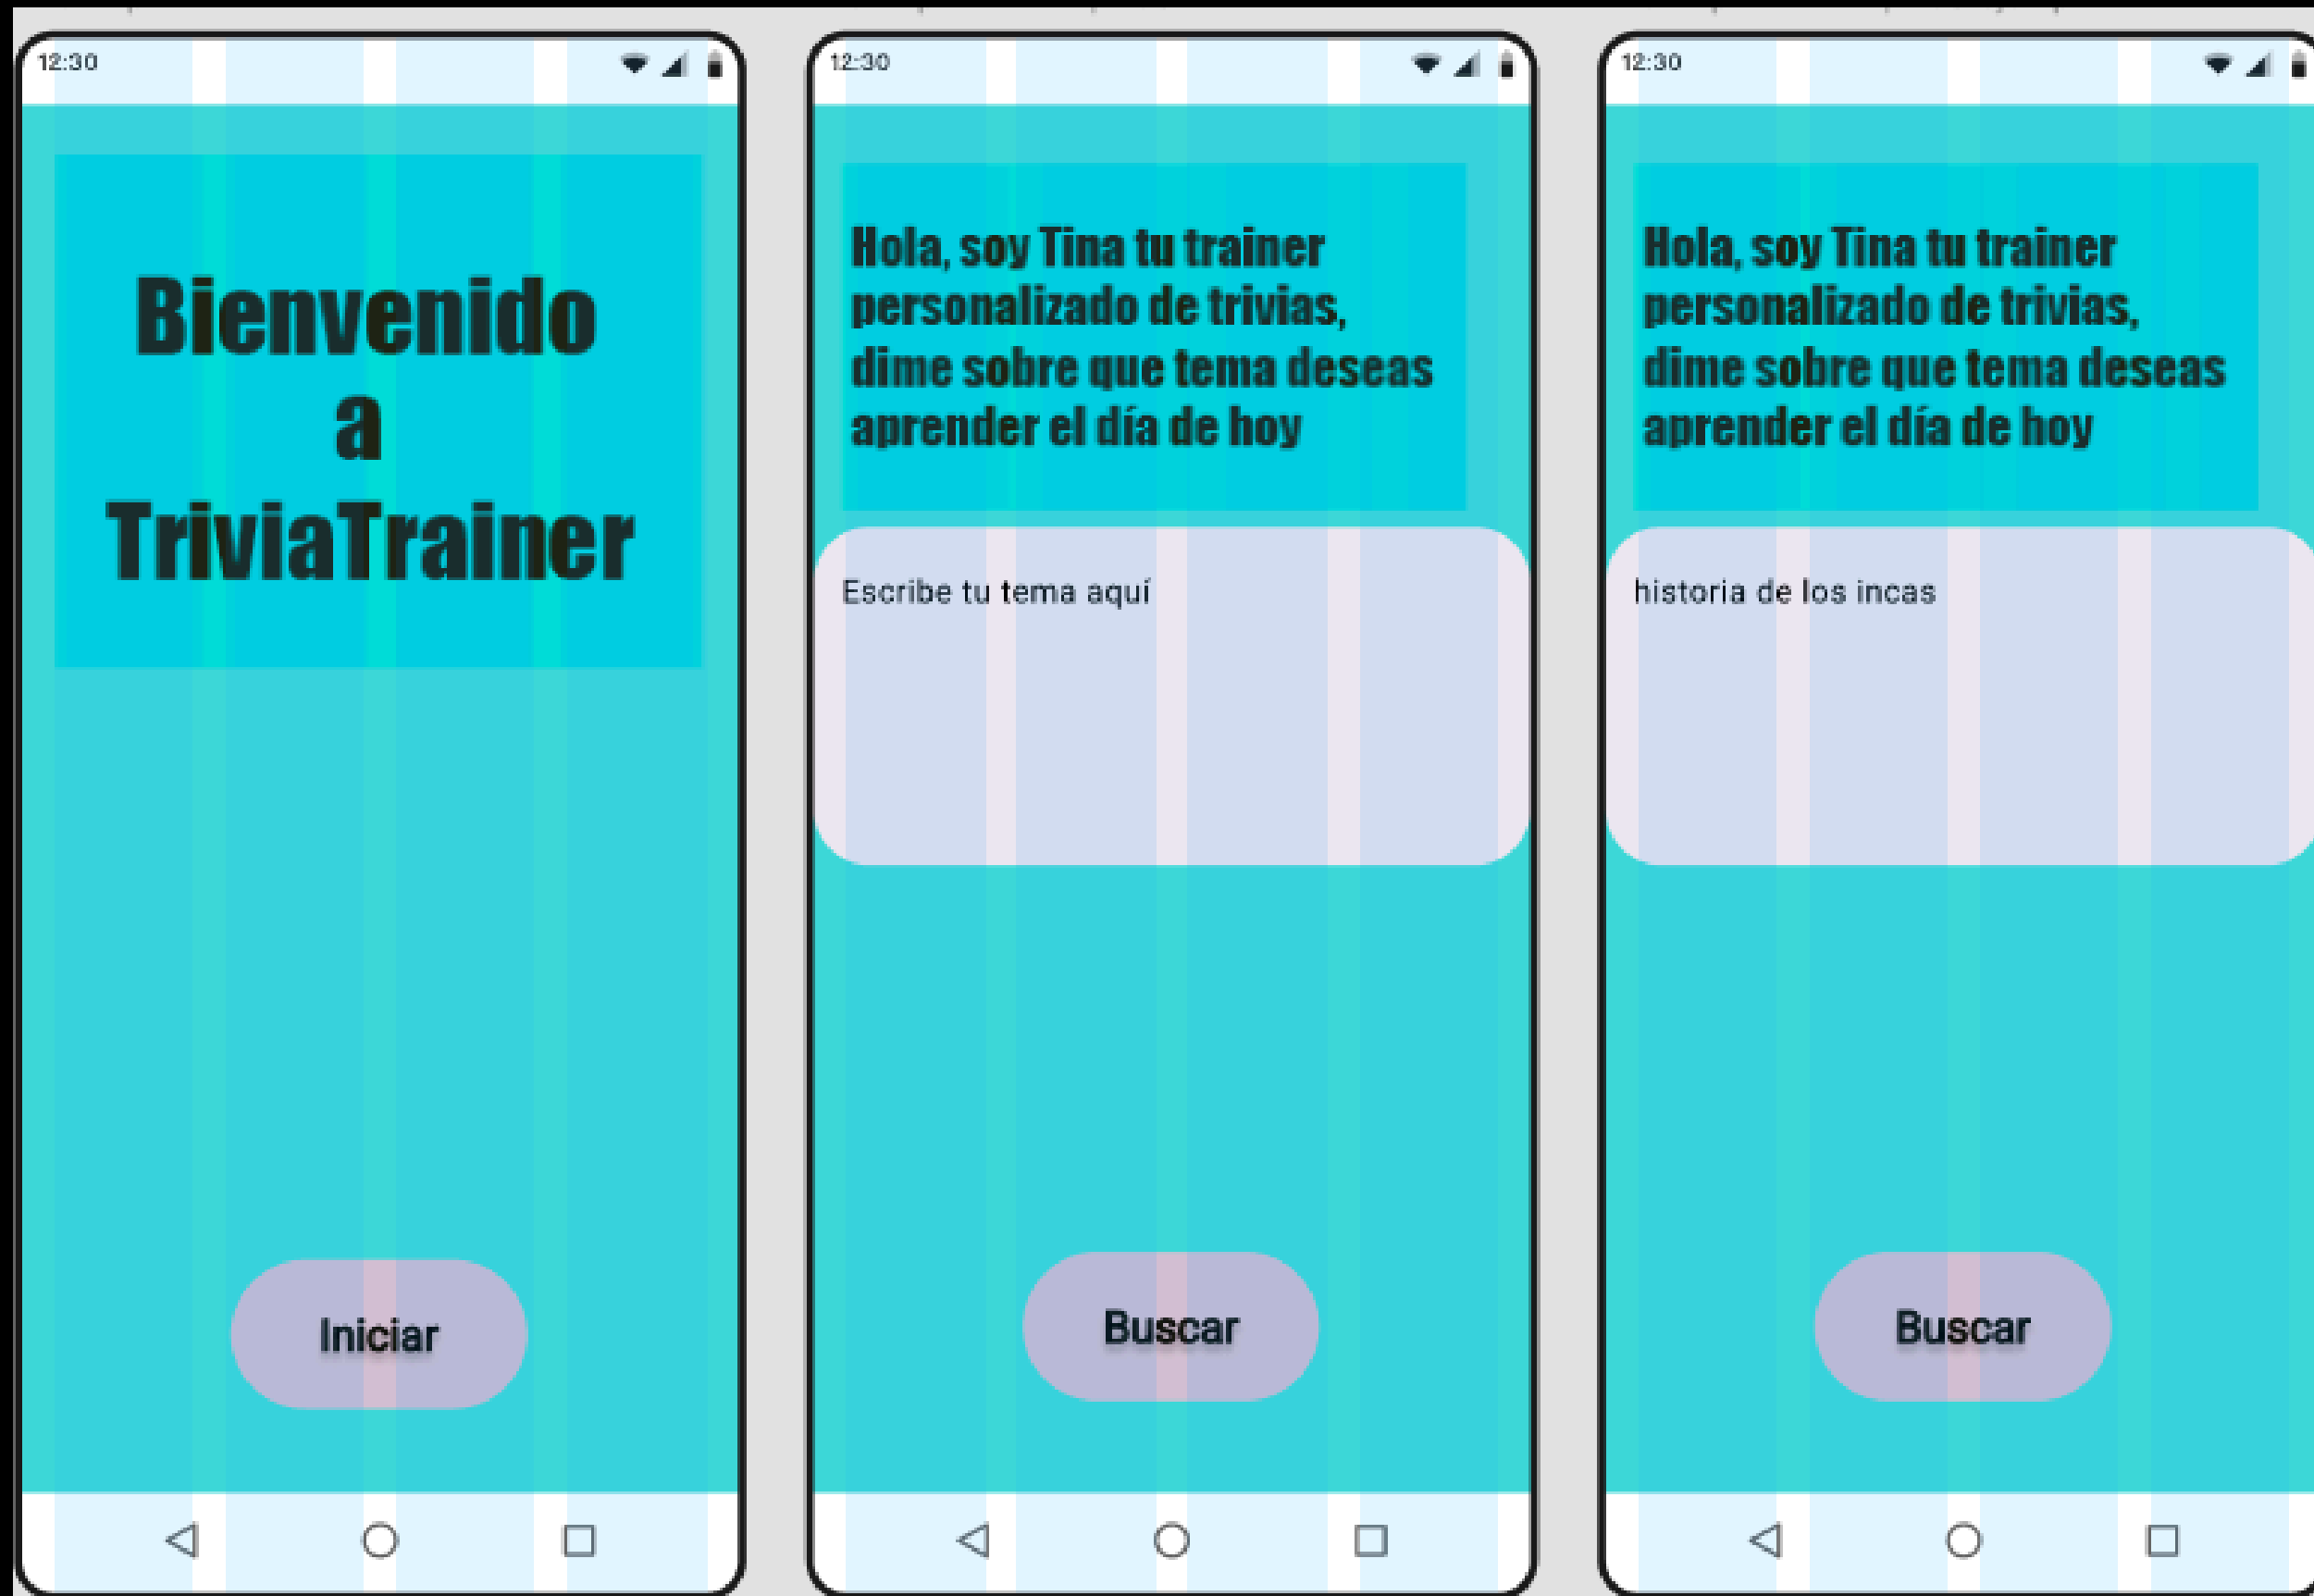 12:30
Bienvenido
a
TriviaTrainer
Iniciar
12:30
Hola, soy Tina tu trainer
personalizado de trivias,
dime sobre que tema deseas
aprender el día de hoy
Escribe tu tema aquí
Buscar
12:30
Hola, soy Tina tu trainer
personalizado de trivias,
dime sobre que tema deseas
aprender el día de hoy
historia de los incas
Buscar